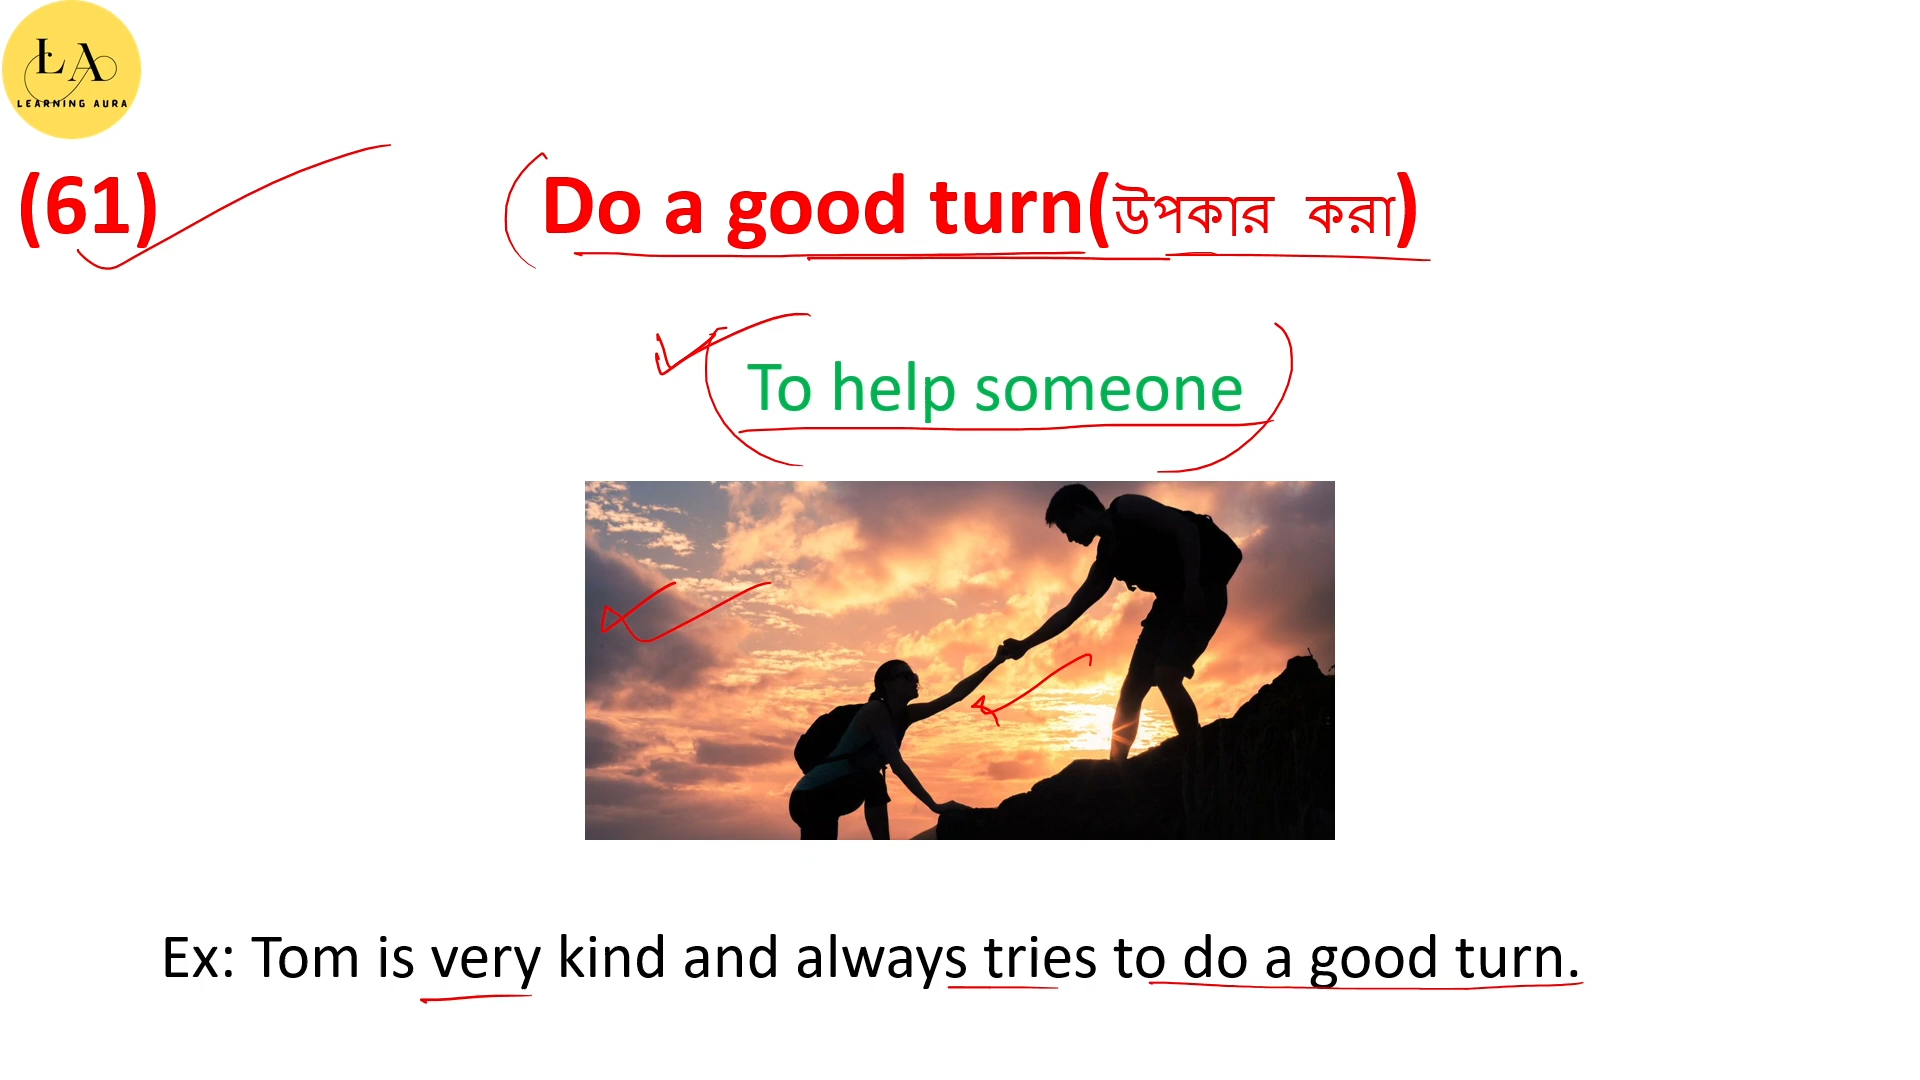 LA
LEARNING AURA
(61) Do a good turn(উপকার করা)
To help someone
Ex: Tom is very kind and always tries to do a good turn.